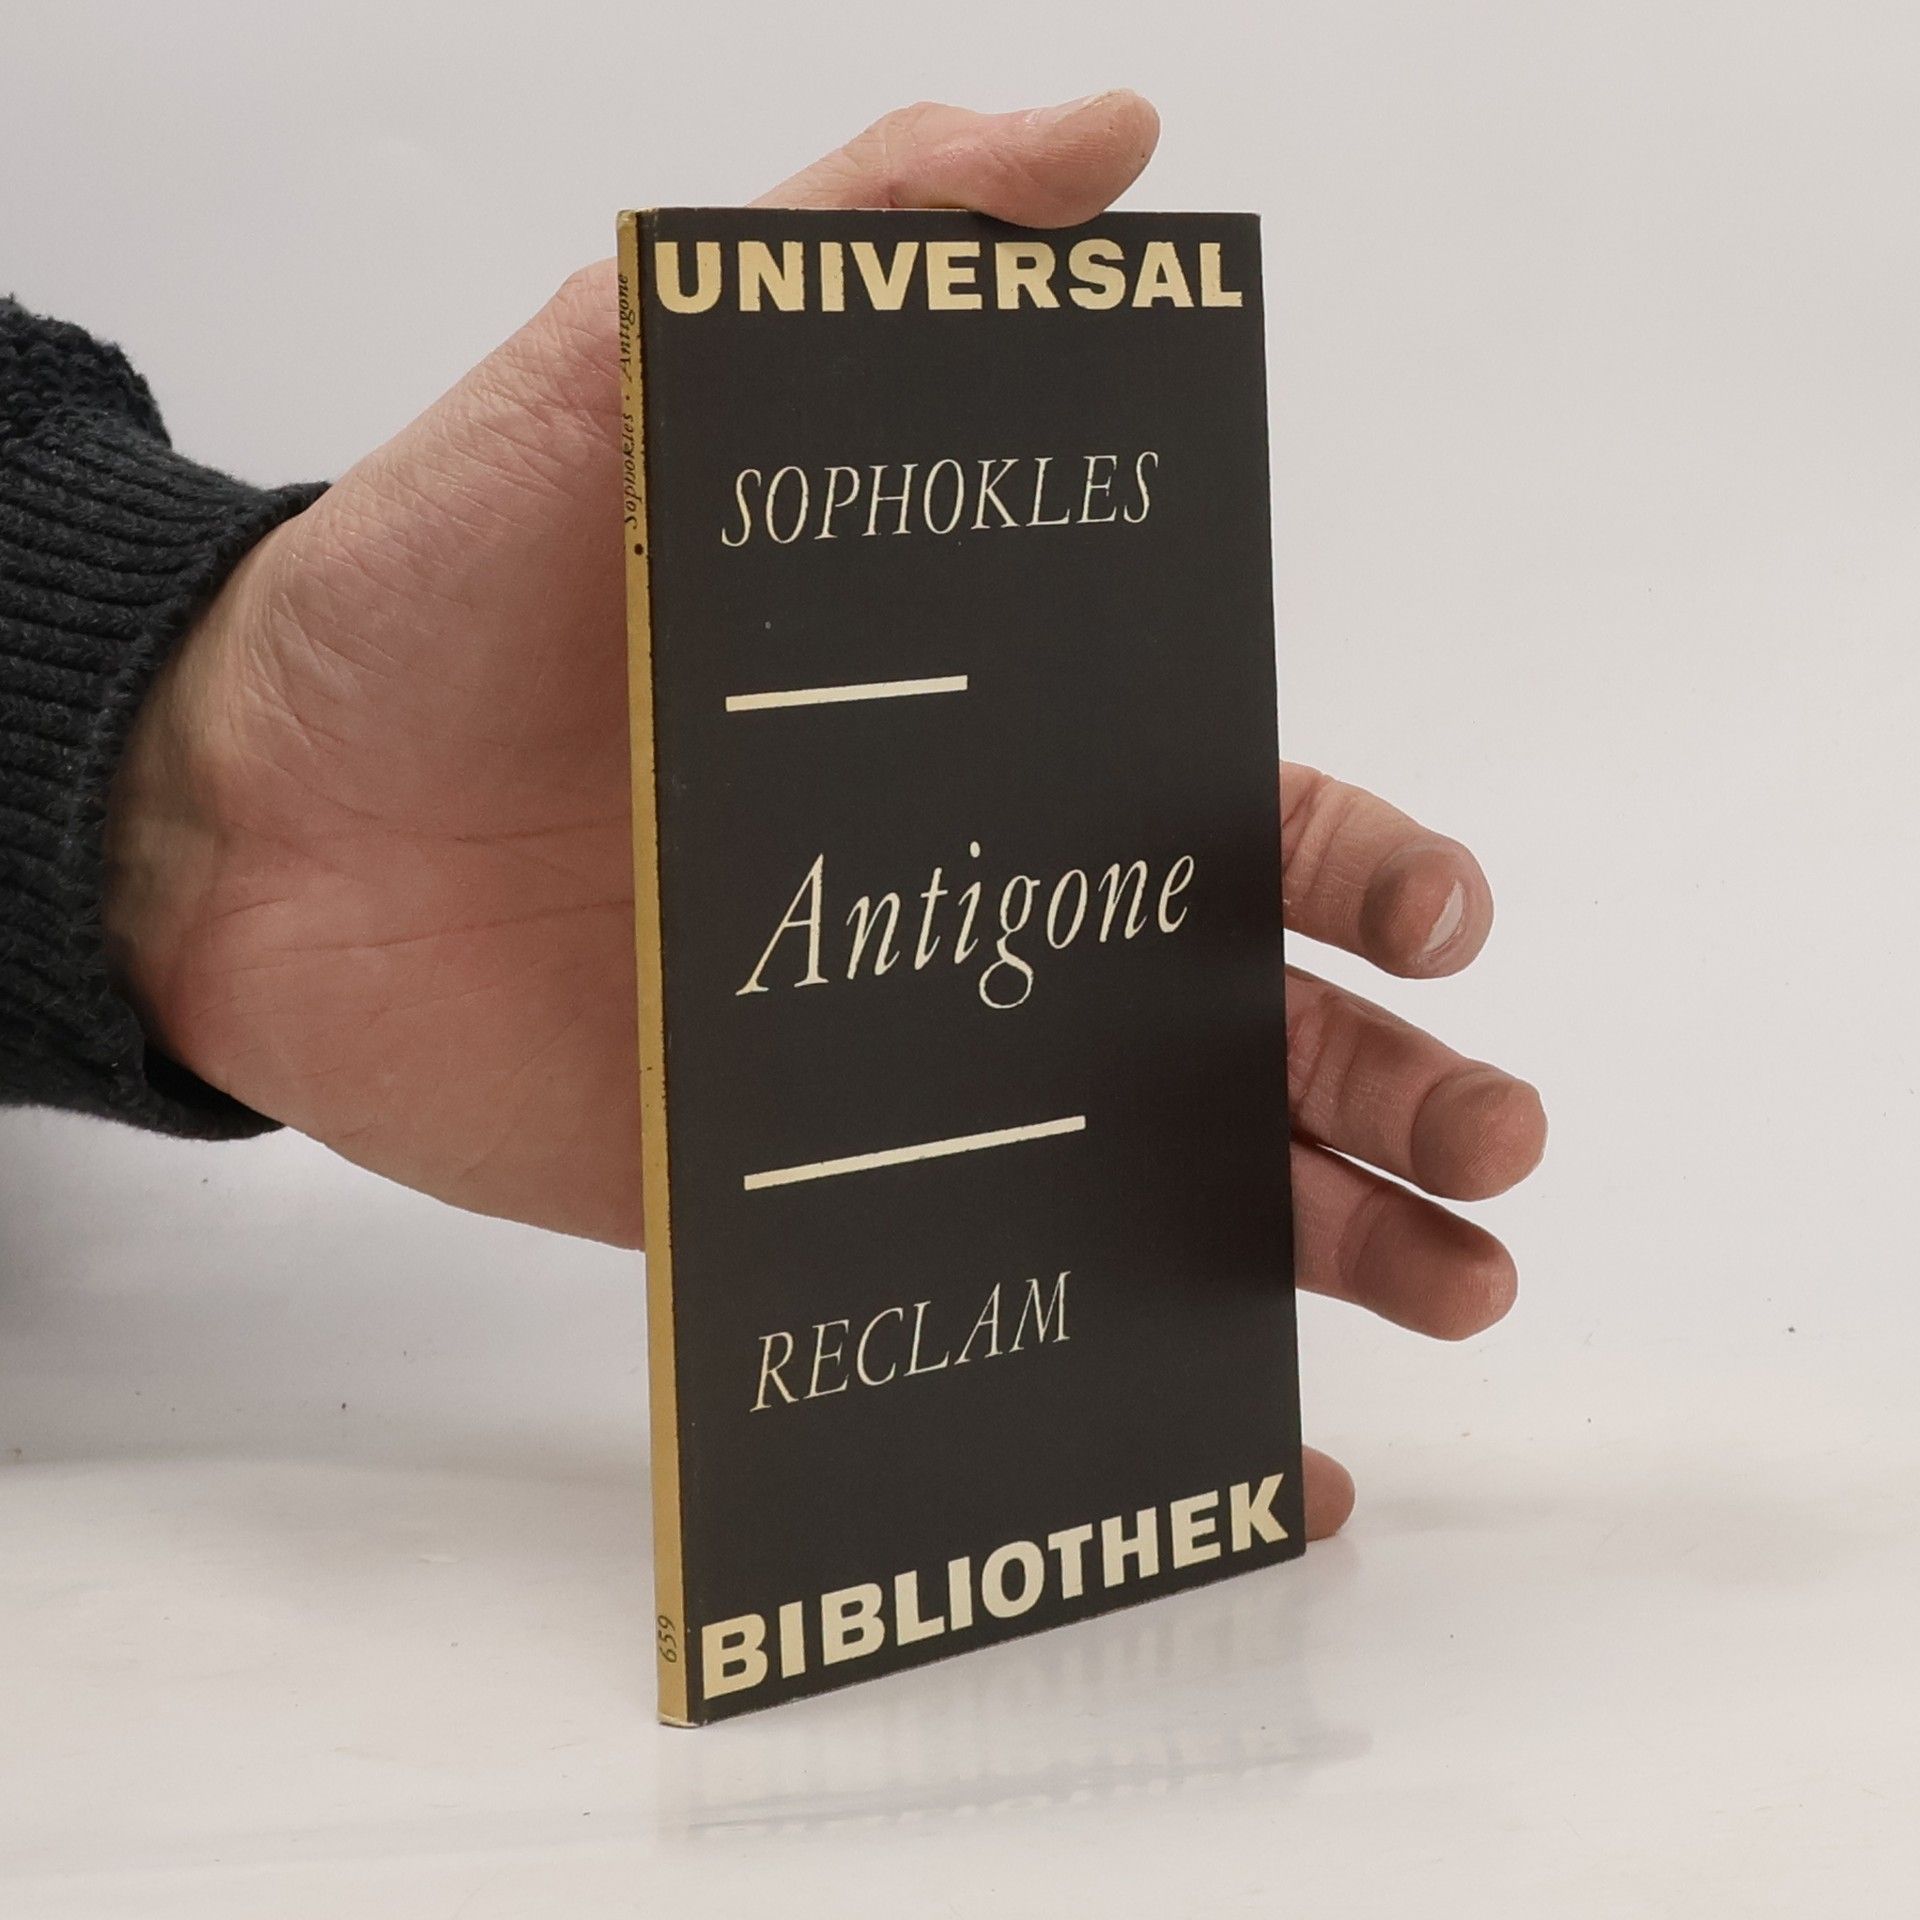 UNIVERSAL
SOPHOKLES
Antigone
RECLAM
BIBLIOTHEK
Sophokles · Antigone
659